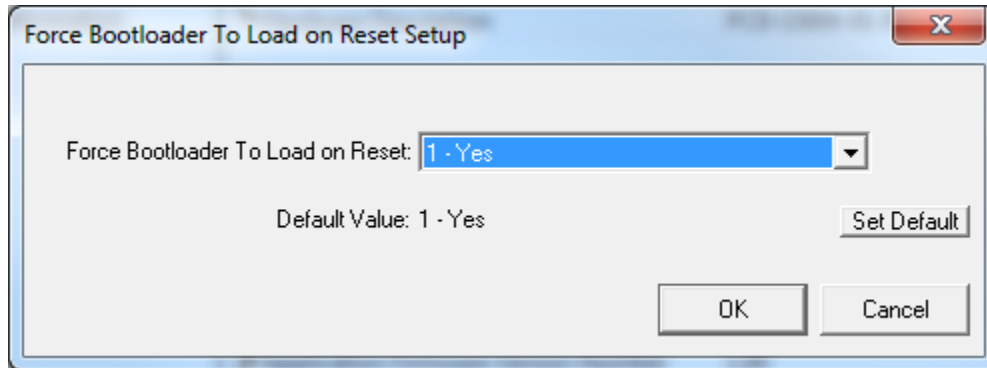 Force Bootloader To Load on Reset Setup
Force Bootloader To Load on Reset: 1 - Yes
Default Value: 1 - Yes
Set Default
OK Cancel